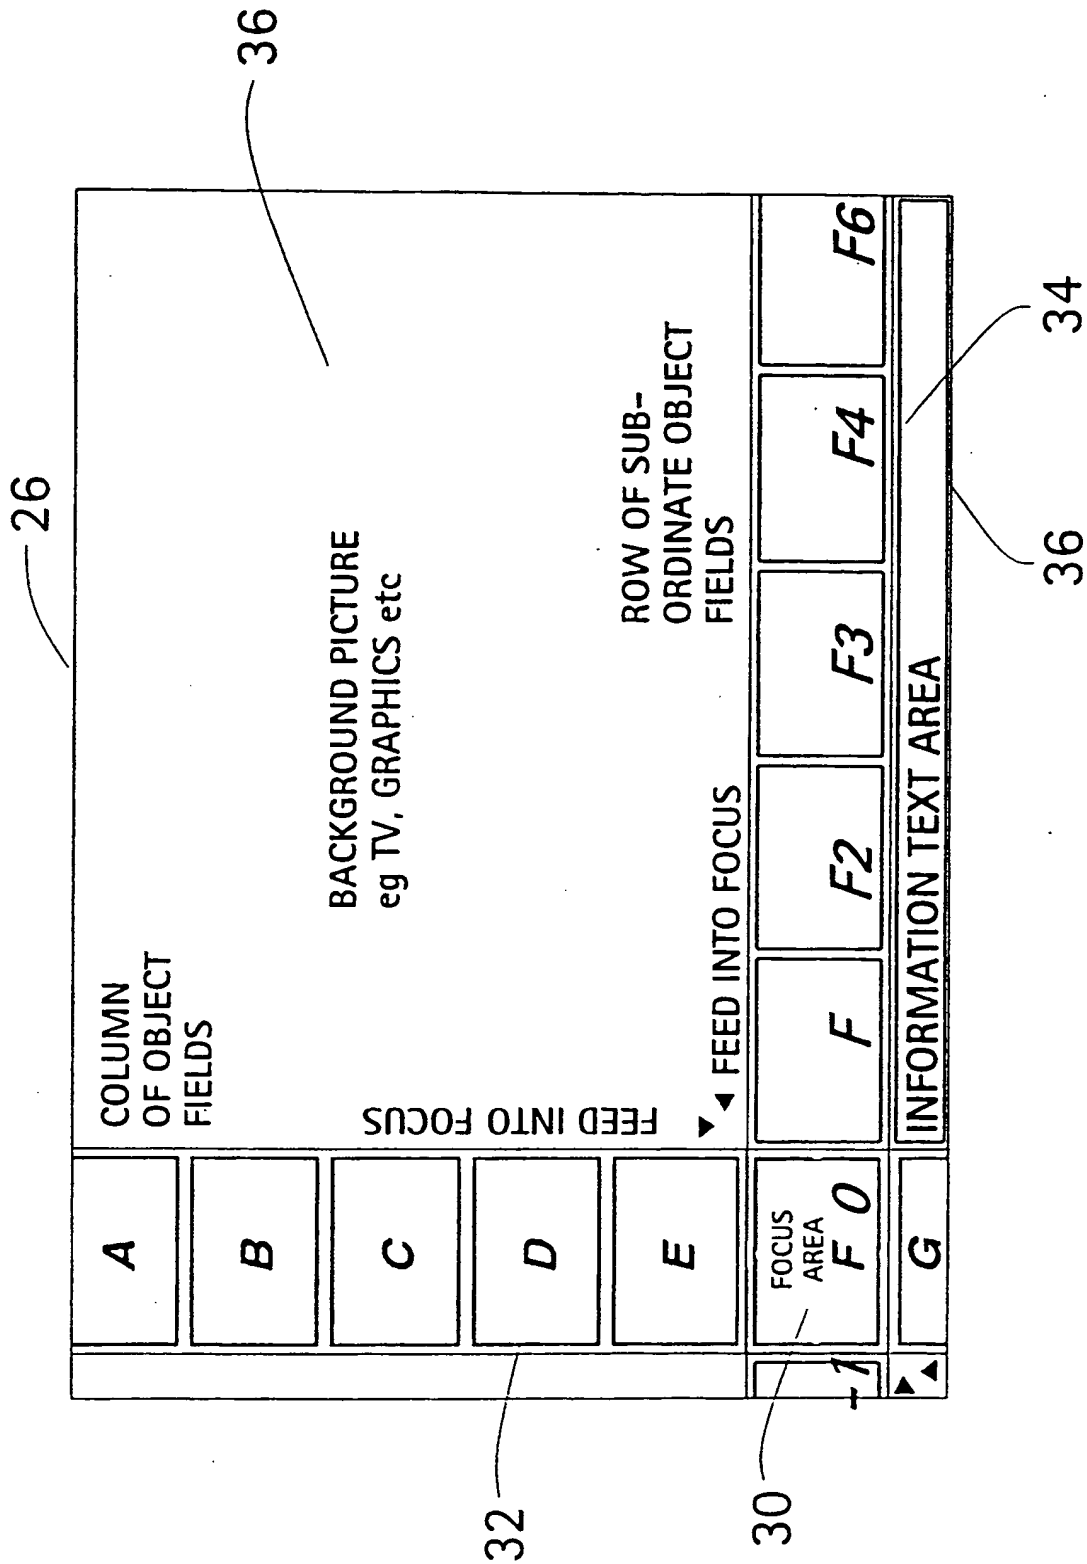 26
36
COLUMN
OF OBJECT
FIELDS
BACKGROUND PICTURE
eg TV, GRAPHICS etc
ROW OF SUB-
ORDINATE OBJECT
FIELDS
FEED INTO FOCUS
FEED INTO FOCUS
A
B
C
D
E
FOCUS
AREA
-1
F 0
F
F2
F3
F4
F6
G
INFORMATION TEXT AREA
32
30
36
34